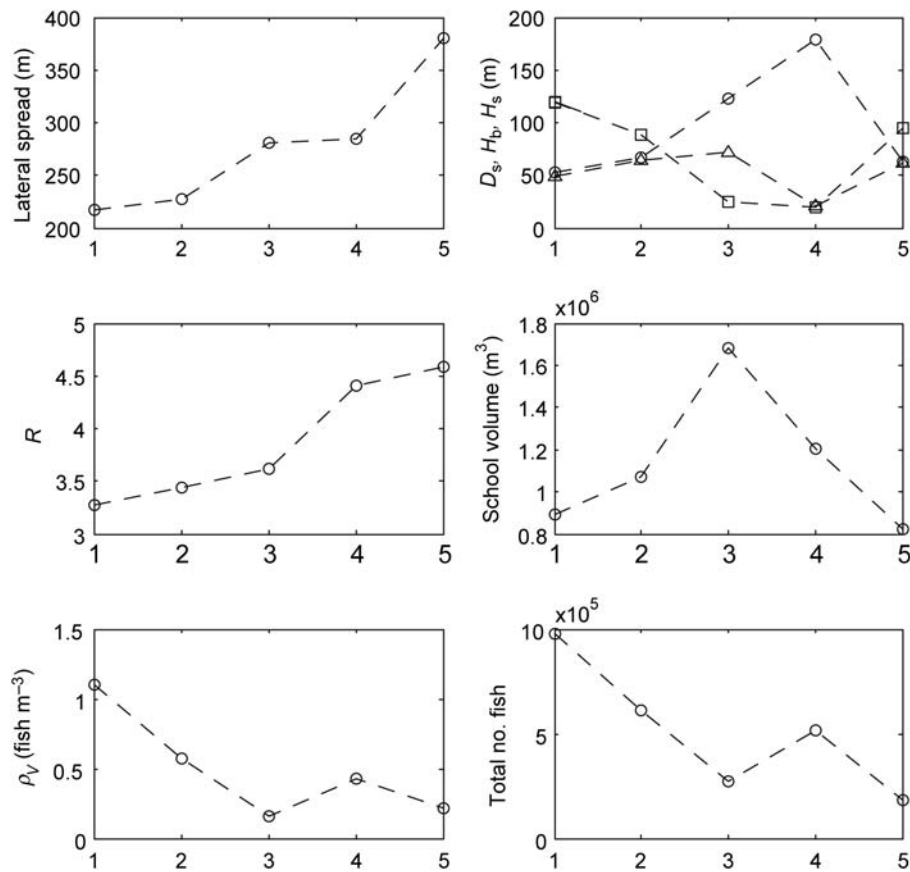 Lateral spread (m)
400
350
300
250
200
1 2 3 4 5
D_s, H_b, H_s (m)
200
150
100
50
0
1 2 3 4 5
R
5
4.5
4
3.5
3
1 2 3 4 5
x10^6
School volume (m^3)
1.8
1.6
1.4
1.2
1
0.8
1 2 3 4 5
ρ_V (fish m^−3)
1.5
1
0.5
0
1 2 3 4 5
x10^5
Total no. fish
10
5
0
1 2 3 4 5